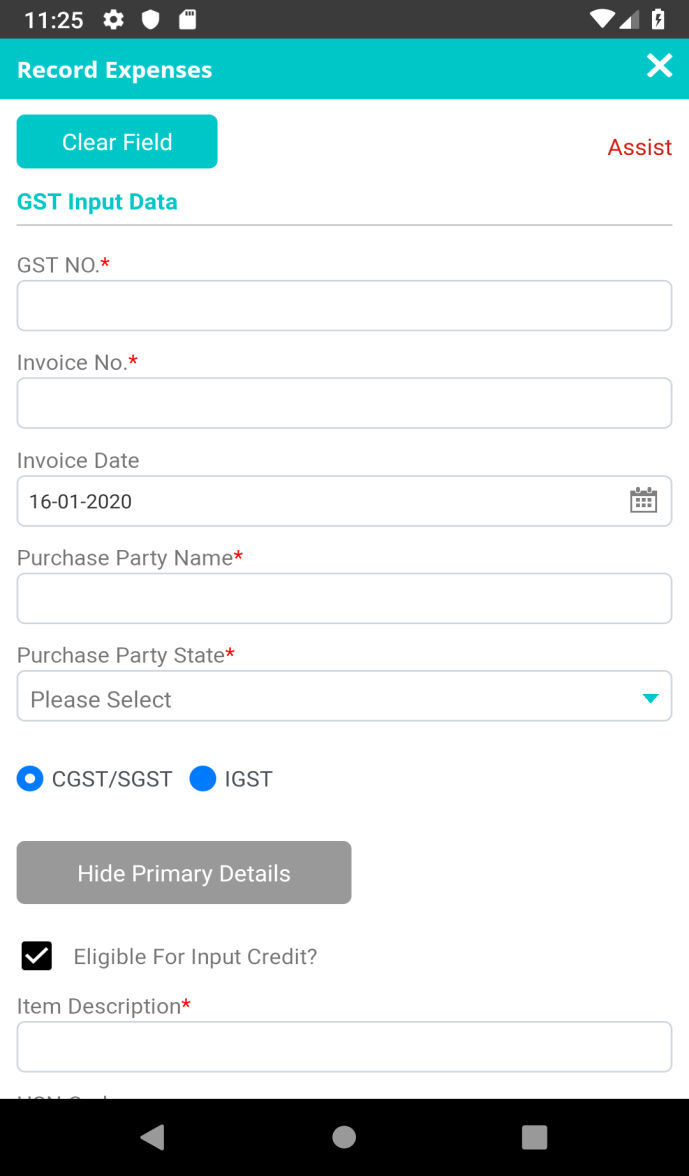 11:25
Record Expenses
Clear Field
Assist
GST Input Data
GST NO.*
Invoice No.*
Invoice Date
16-01-2020
Purchase Party Name*
Purchase Party State*
Please Select
CGST/SGST IGST
Hide Primary Details
Eligible For Input Credit?
Item Description*